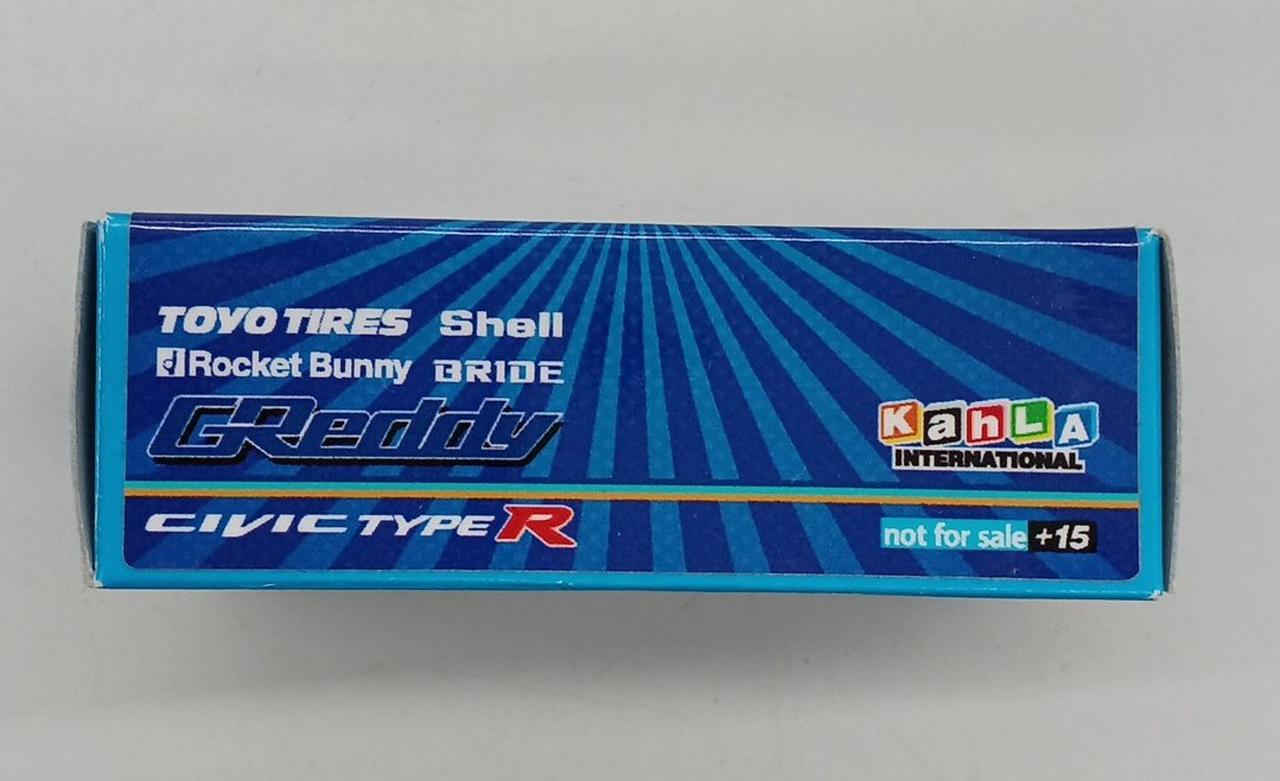 TOYO TIRES Shell
Rocket Bunny BRIDE
GReddy
KahLA
INTERNATIONAL
CIVIC TYPE R
not for sale +15